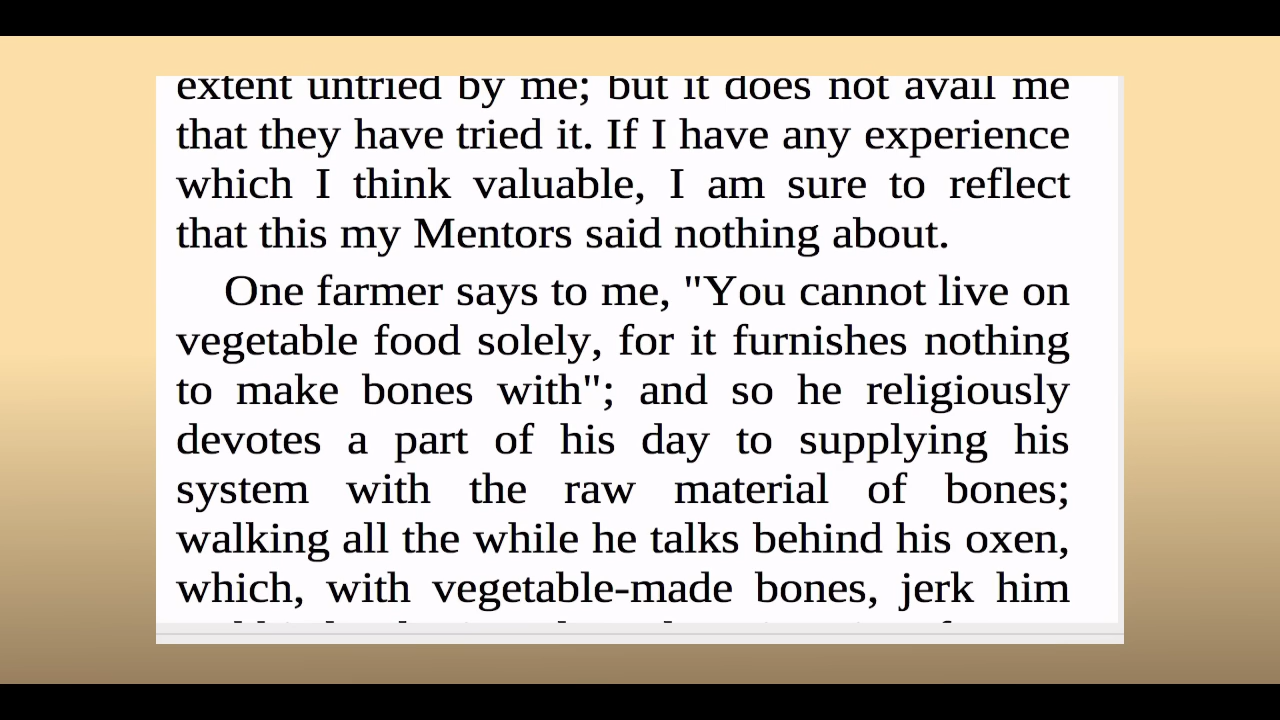 extent untried by me; but it does not avail me
that they have tried it. If I have any experience
which I think valuable, I am sure to reflect
that this my Mentors said nothing about.
One farmer says to me, "You cannot live on
vegetable food solely, for it furnishes nothing
to make bones with"; and so he religiously
devotes a part of his day to supplying his
system with the raw material of bones;
walking all the while he talks behind his oxen,
which, with vegetable-made bones, jerk him